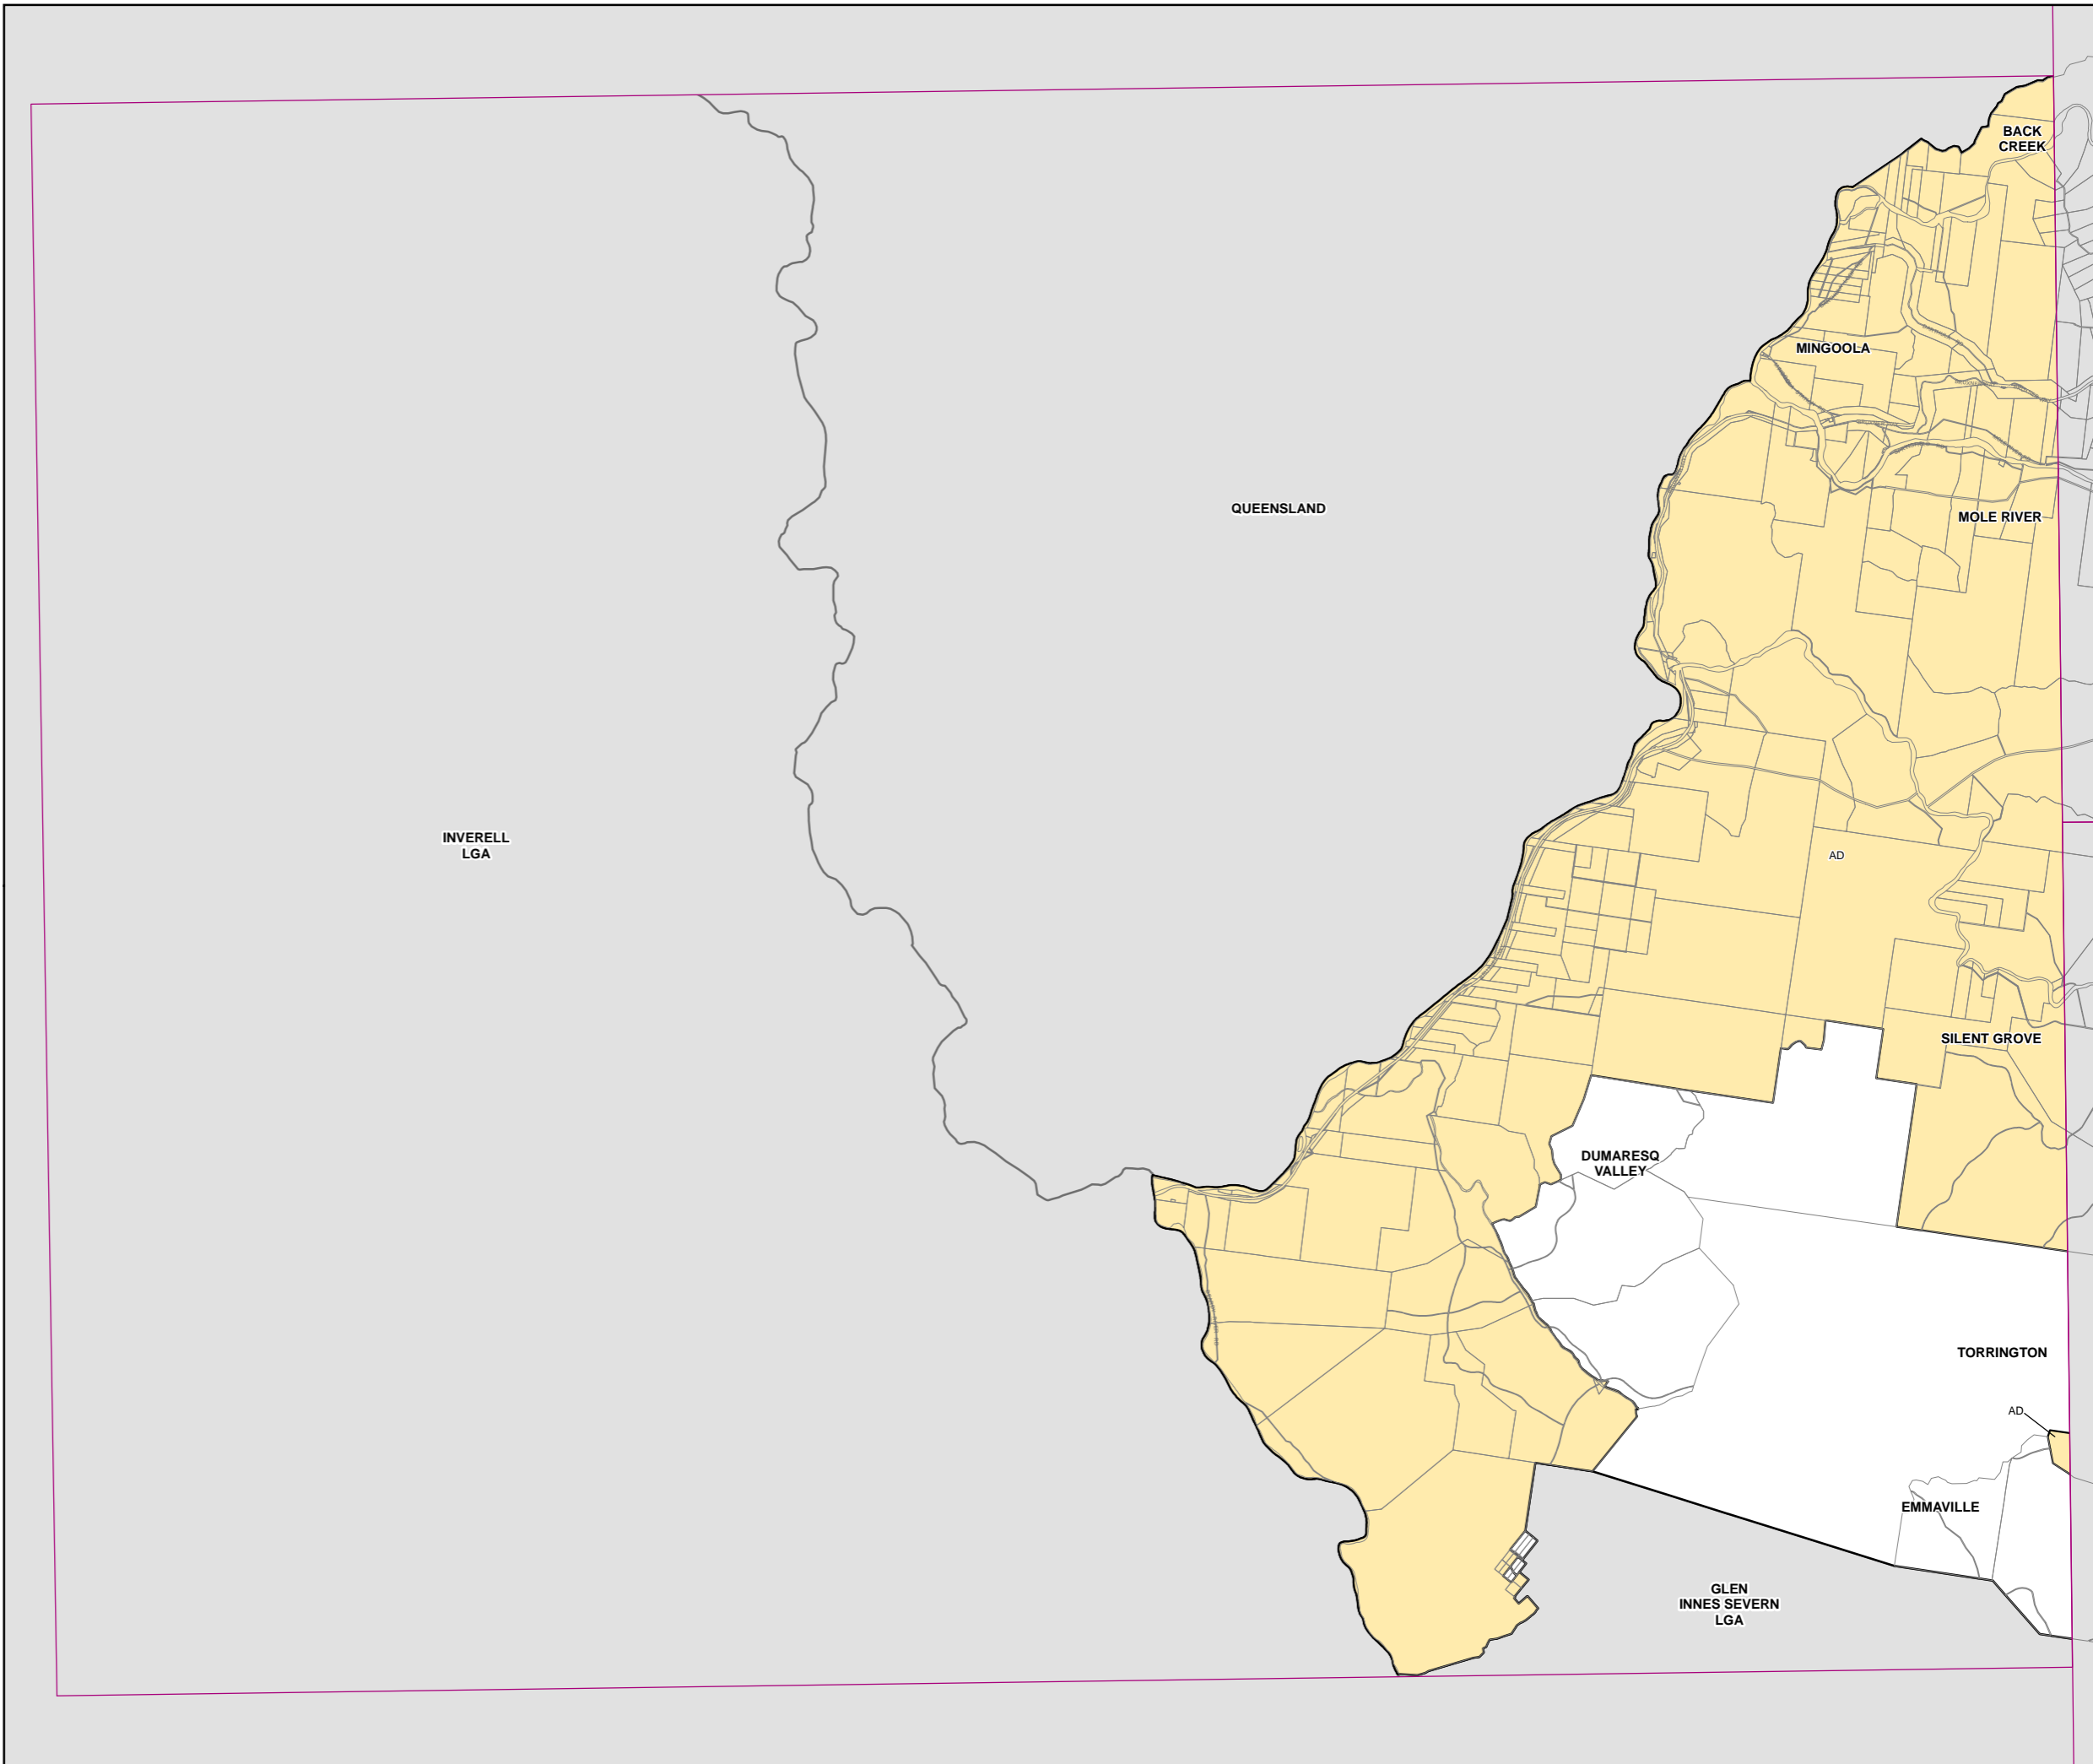 BACK
CREEK
MINGOOLA
QUEENSLAND
MOLE RIVER
INVERELL
LGA
AD
SILENT GROVE
DUMARESQ
VALLEY
TORRINGTON
AD
EMMAVILLE
GLEN
INNES SEVERN
LGA